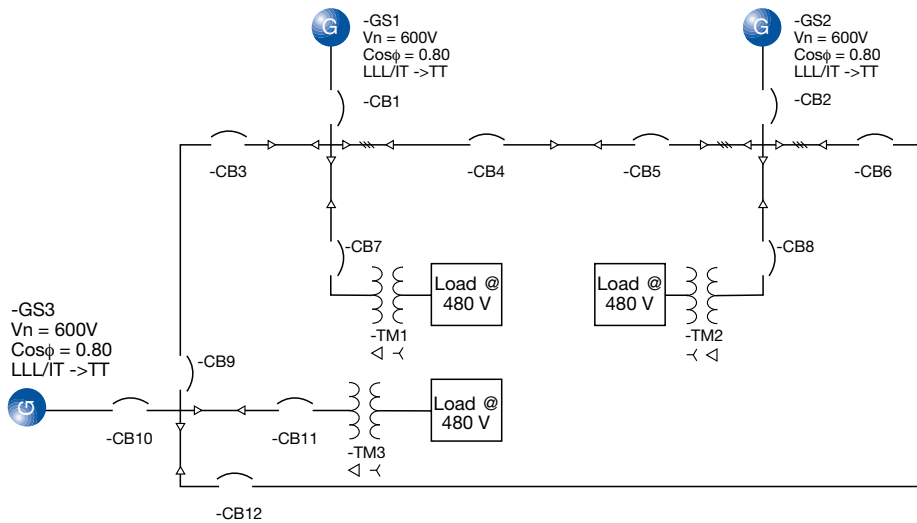 G
-GS1
Vn = 600V
Cosϕ = 0.80
LLL/IT ->TT
G
-GS2
Vn = 600V
Cosϕ = 0.80
LLL/IT ->TT
-CB1
-CB2
-CB3
-CB4
-CB5
-CB6
-CB7
-CB8
Load @
480 V
Load @
480 V
-TM1
-TM2
-GS3
Vn = 600V
Cosϕ = 0.80
LLL/IT ->TT
G
-CB9
-CB10
-CB11
Load @
480 V
-TM3
-CB12